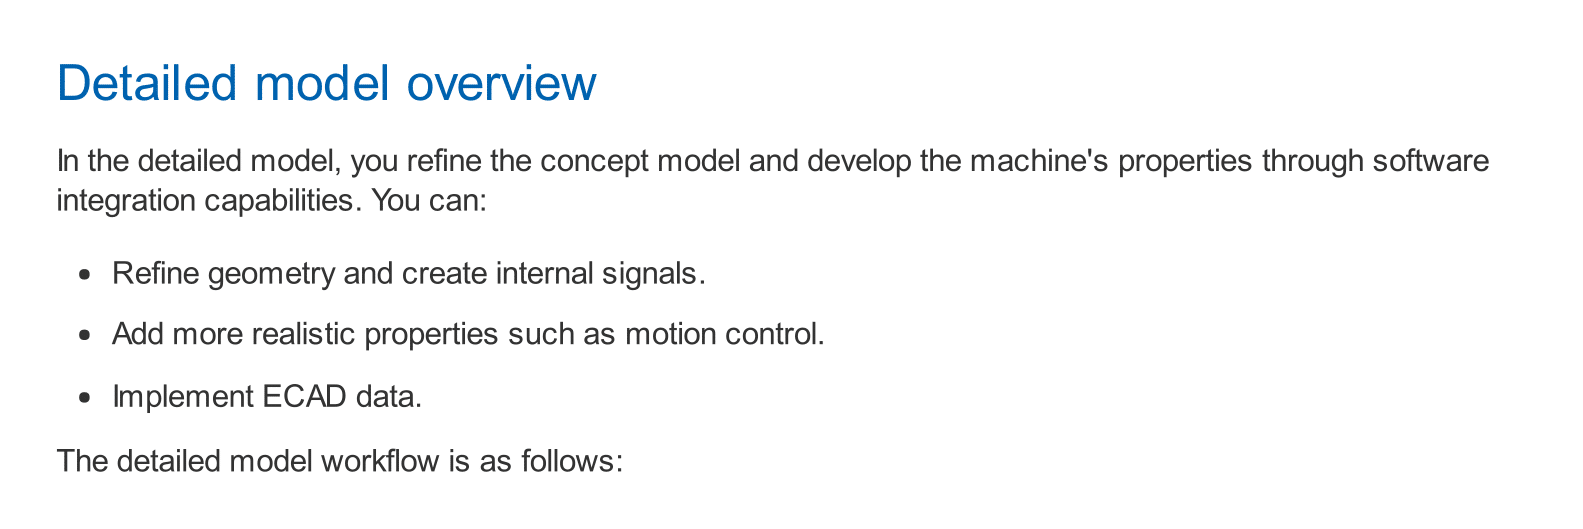 Detailed model overview
In the detailed model, you refine the concept model and develop the machine's properties through software
integration capabilities. You can:
• Refine geometry and create internal signals.
• Add more realistic properties such as motion control.
• Implement ECAD data.
The detailed model workflow is as follows: